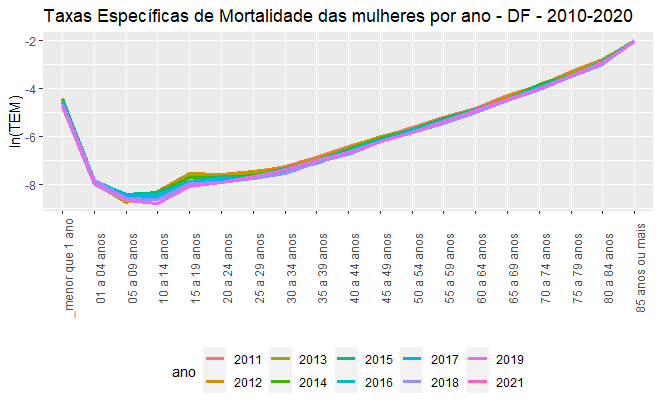 Taxas Específicas de Mortalidade das mulheres por ano - DF - 2010-2020
ln(TEM)
-2
-4
-6
-8
_menor que 1 ano
01 a 04 anos
05 a 09 anos
10 a 14 anos
15 a 19 anos
20 a 24 anos
25 a 29 anos
30 a 34 anos
35 a 39 anos
40 a 44 anos
45 a 49 anos
50 a 54 anos
55 a 59 anos
60 a 64 anos
65 a 69 anos
70 a 74 anos
75 a 79 anos
80 a 84 anos
85 anos ou mais
ano
2011 2013 2015 2017 2019
2012 2014 2016 2018 2021